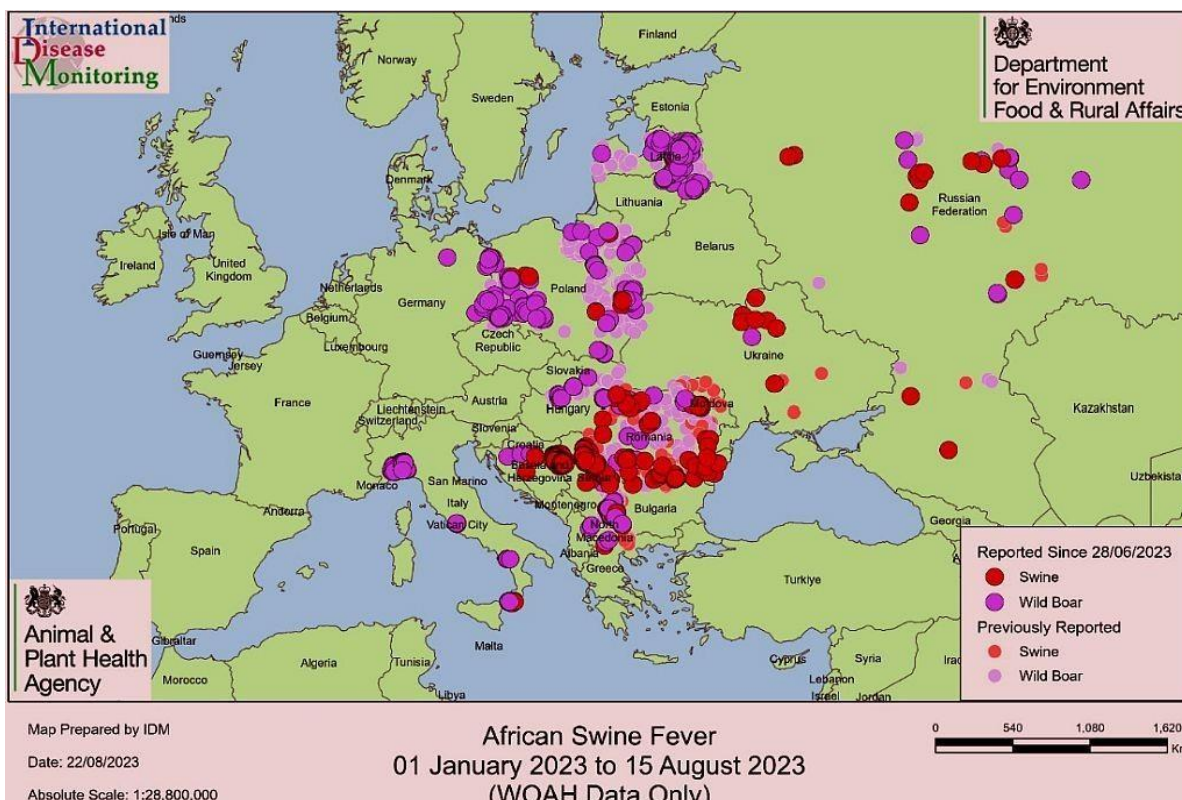 International
Disease
Monitoring
Department
for Environment
Food & Rural Affairs
Finland
Norway
Sweden
Estonia
Latvia
Denmark
Lithuania
Russian
Federation
Isle of Man
Ireland
United
Kingdom
Belarus
Netherlands
Germany
Poland
Belgium
Luxembourg
Czech
Republic
Guernsey
Jersey
Ukraine
Slovakia
France
Liechtenstein
Switzerland
Austria
Hungary
Moldova
Kazakhstan
Slovenia
Croatia
Romania
Bosnia and
Herzegovina
Serbia
Monaco
San Marino
Italy
Montenegro
Bulgaria
Uzbekistan
Andorra
Vatican City
North
Macedonia
Georgia
Portugal
Spain
Albania
Greece
Turkiye
Gibraltar
Malta
Algeria
Tunisia
Morocco
Libya
Cyprus
Syria
Lebanon
Israel
Jordan
Animal &
Plant Health
Agency
Reported Since 28/06/2023
Swine
Wild Boar
Previously Reported
Swine
Wild Boar
Map Prepared by IDM
Date: 22/08/2023
Absolute Scale: 1:28,800,000
African Swine Fever
01 January 2023 to 15 August 2023
(WOAH Data Only)
0 540 1,080 1,620